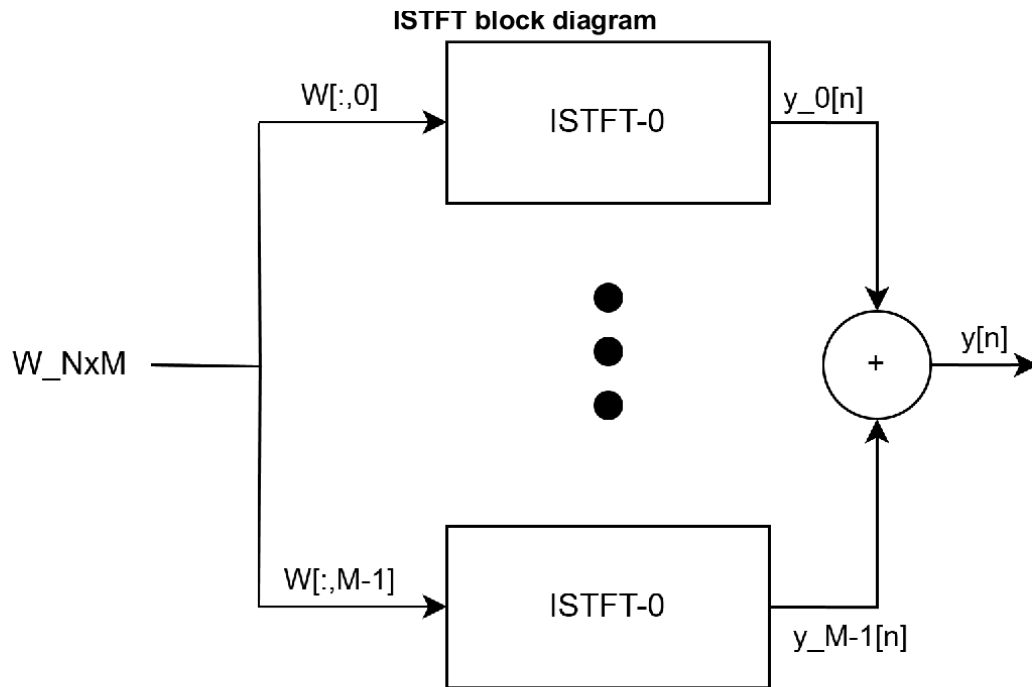 ISTFT block diagram
W[:,0]
ISTFT-0
y_0[n]
W_NxM
+
y[n]
W[:,M-1]
ISTFT-0
y_M-1[n]